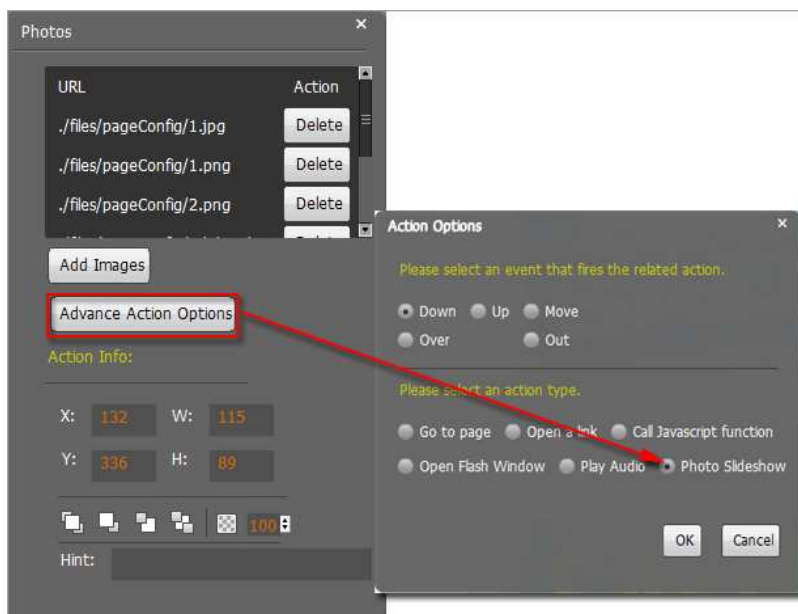 Photos
URL Action
./files/pageConfig/1.jpg Delete
./files/pageConfig/1.png Delete
./files/pageConfig/2.png Delete
Add Images
Advance Action Options
Action Info:
X: 132 W: 115
Y: 336 H: 89
100
Hint:
Action Options
Please select an event that fires the related action.
Down Up Move
Over Out
Please select an action type.
Go to page Open a link Call Javascript function
Open Flash Window Play Audio Photo Slideshow
OK Cancel